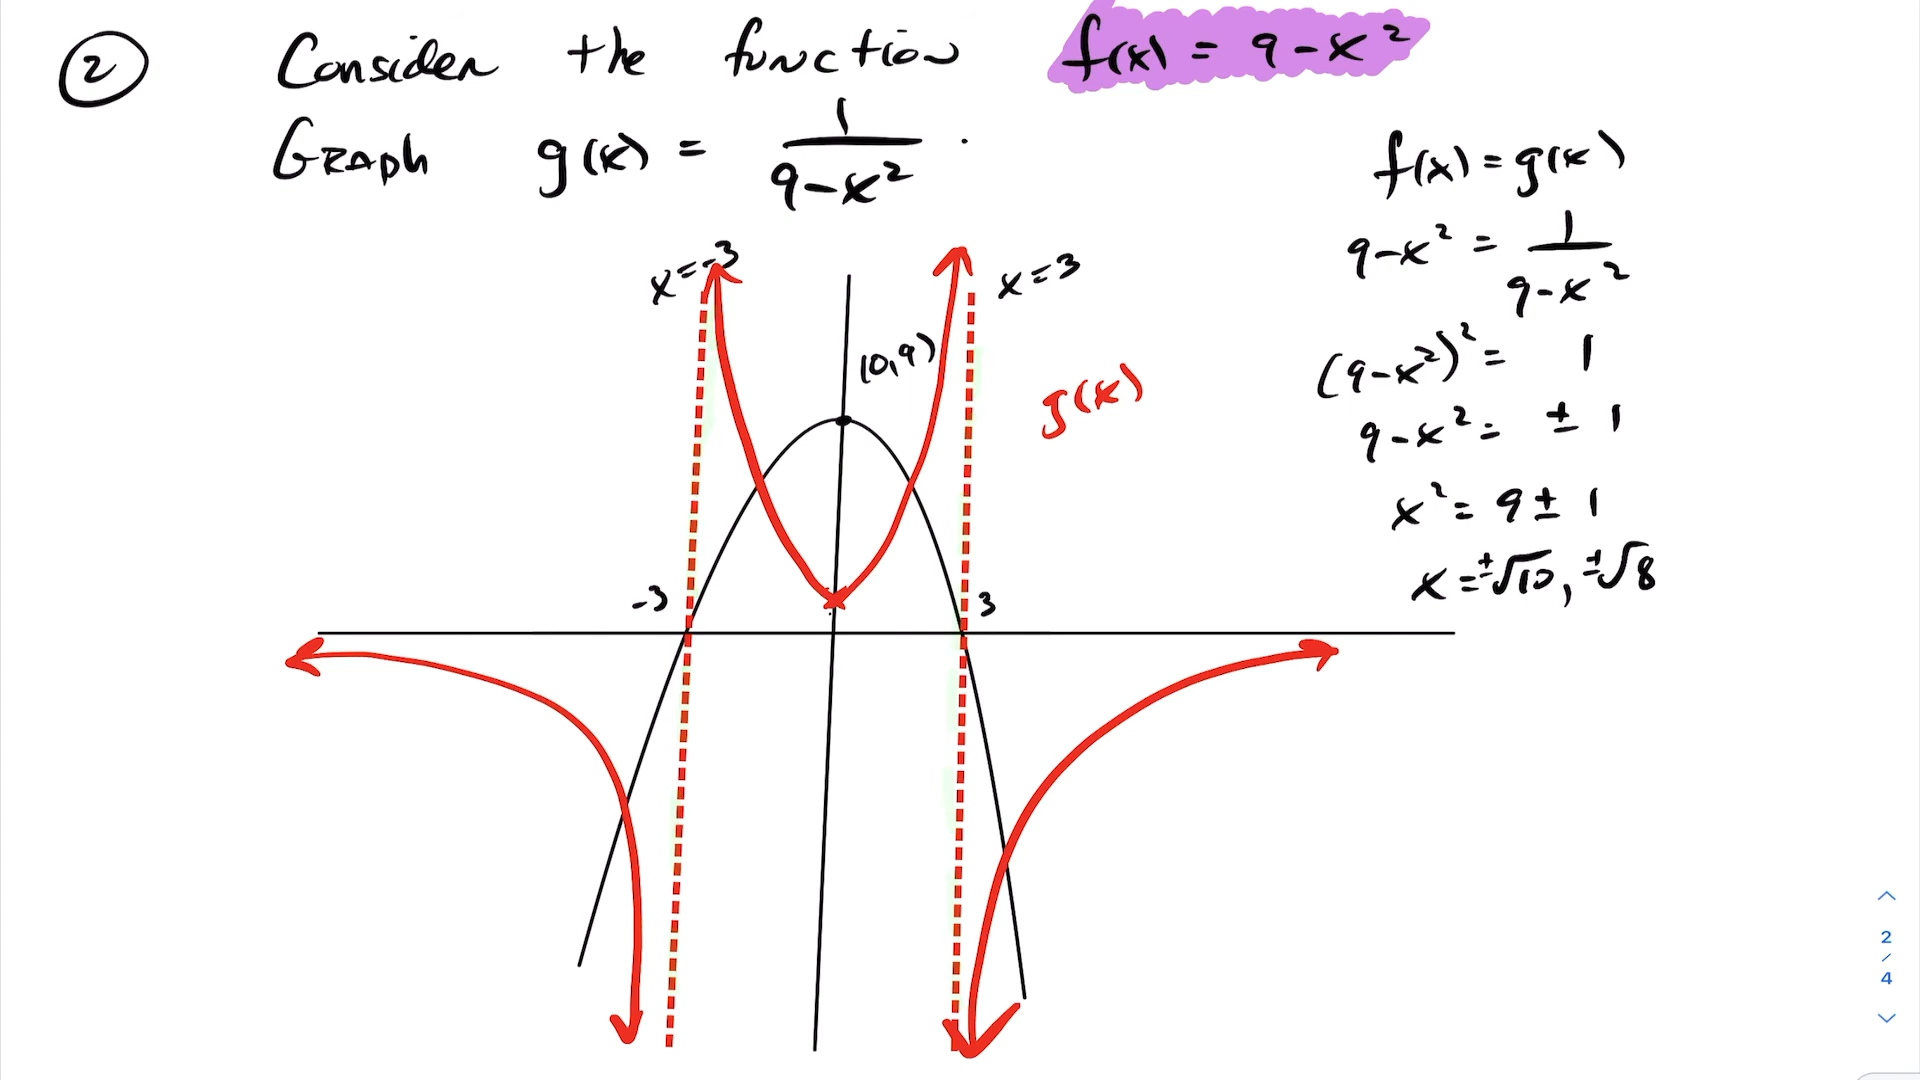 2 Consider the function f(x) = 9-x²
Graph g(x) = 1/(9-x²) .
f(x) = g(x)
9-x² = 1/(9-x²)
(9-x²)² = 1
9-x² = ± 1
x² = 9 ± 1
x = ±√10, ±√8
x=-3
x=3
(0,9)
g(x)
-3
3
2
/
4